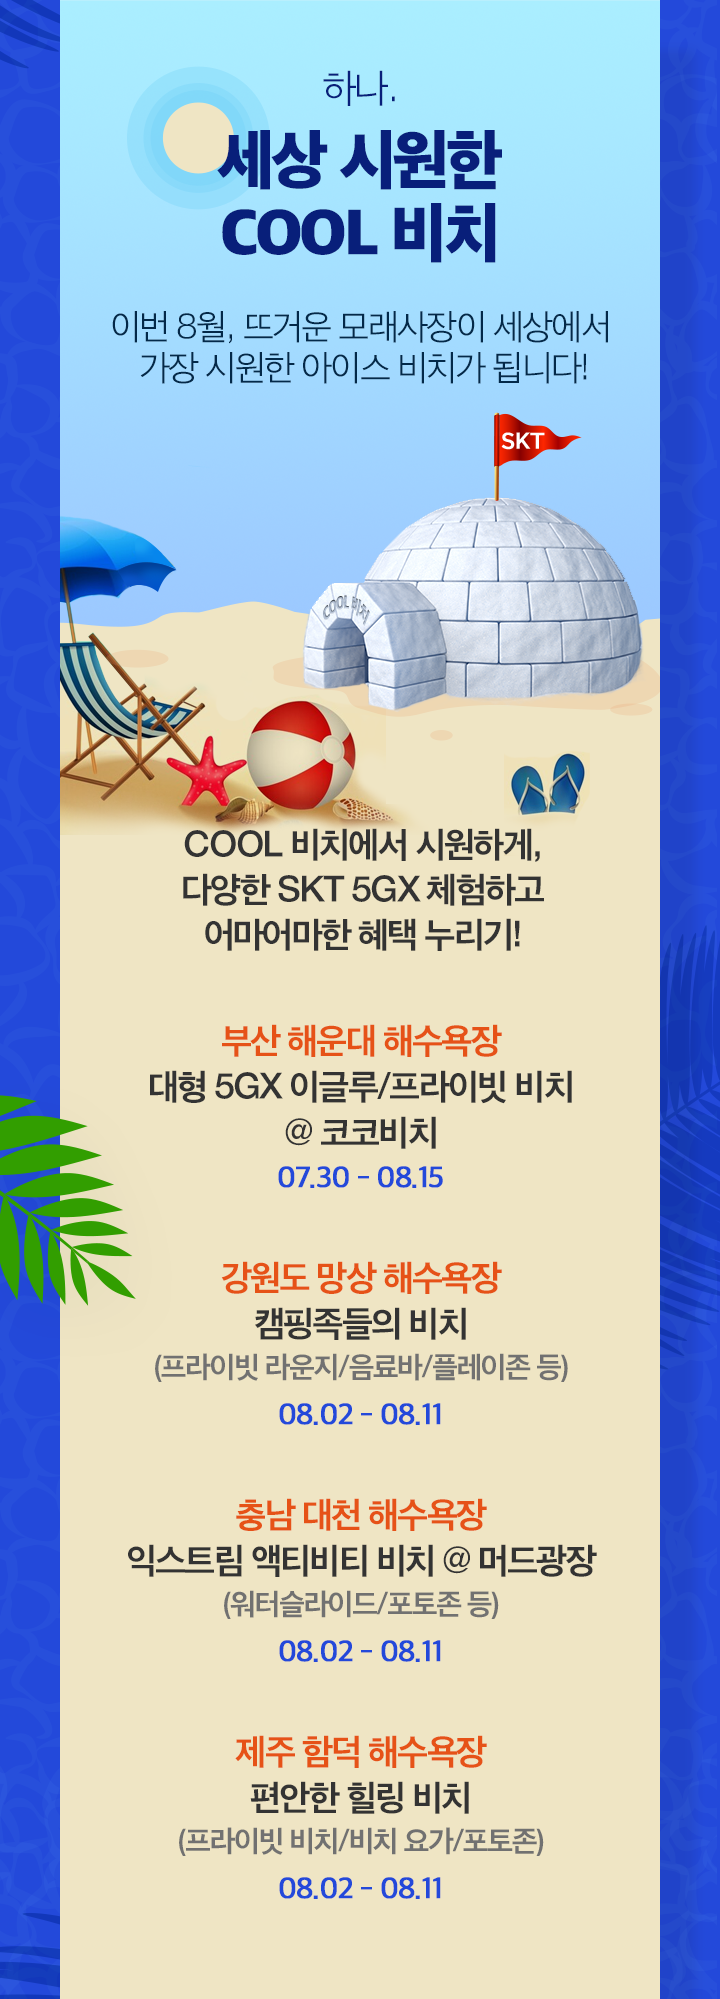 하나.
세상 시원한
COOL 비치
이번 8월, 뜨거운 모래사장이 세상에서
가장 시원한 아이스 비치가 됩니다!
SKT
COOL 비치
COOL 비치에서 시원하게,
다양한 SKT 5GX 체험하고
어마어마한 혜택 누리기!
부산 해운대 해수욕장
대형 5GX 이글루/프라이빗 비치
@ 코코비치
07.30 - 08.15
강원도 망상 해수욕장
캠핑족들의 비치
(프라이빗 라운지/음료바/플레이존 등)
08.02 - 08.11
충남 대천 해수욕장
익스트림 액티비티 비치 @ 머드광장
(워터슬라이드/포토존 등)
08.02 - 08.11
제주 함덕 해수욕장
편안한 힐링 비치
(프라이빗 비치/비치 요가/포토존)
08.02 - 08.11